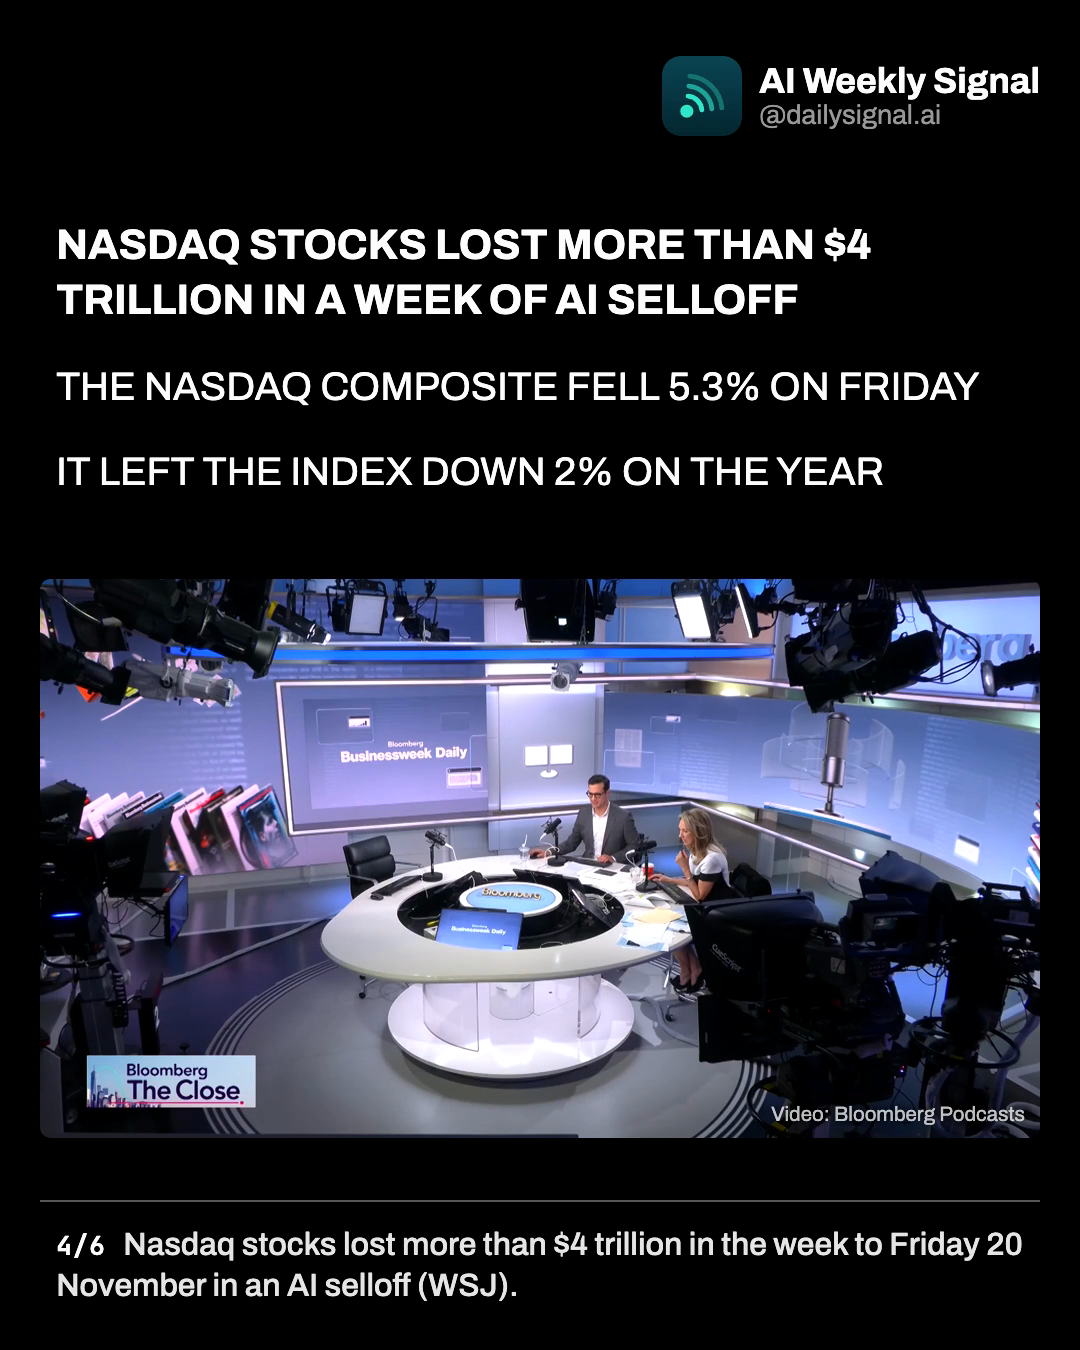 AI Weekly Signal
@dailysignal.ai
NASDAQ STOCKS LOST MORE THAN $4
TRILLION IN A WEEK OF AI SELLOFF
THE NASDAQ COMPOSITE FELL 5.3% ON FRIDAY
IT LEFT THE INDEX DOWN 2% ON THE YEAR
Bloomberg
Businessweek Daily
Bloomberg
Businessweek Daily
Bloomberg
The Close
Video: Bloomberg Podcasts
4/6 Nasdaq stocks lost more than $4 trillion in the week to Friday 20
November in an AI selloff (WSJ).